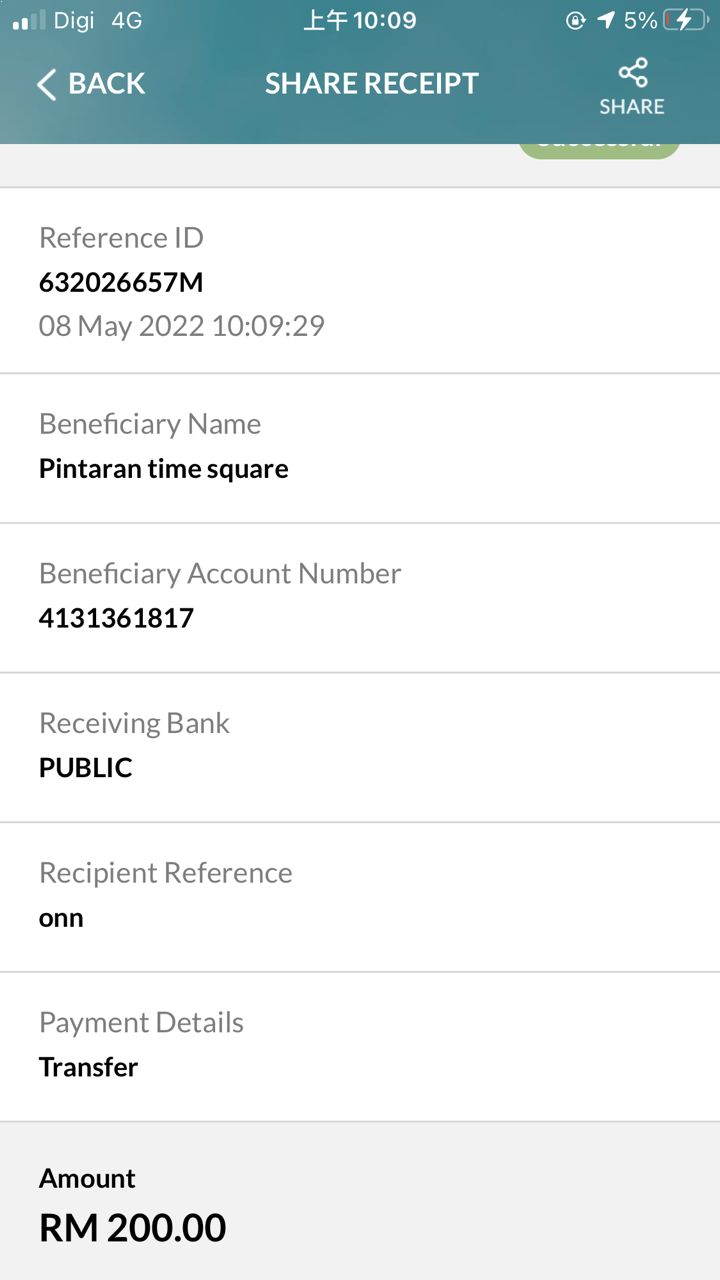 Digi 4G 上午10:09 5%
BACK SHARE RECEIPT SHARE
Reference ID
632026657M
08 May 2022 10:09:29
Beneficiary Name
Pintaran time square
Beneficiary Account Number
4131361817
Receiving Bank
PUBLIC
Recipient Reference
onn
Payment Details
Transfer
Amount
RM 200.00